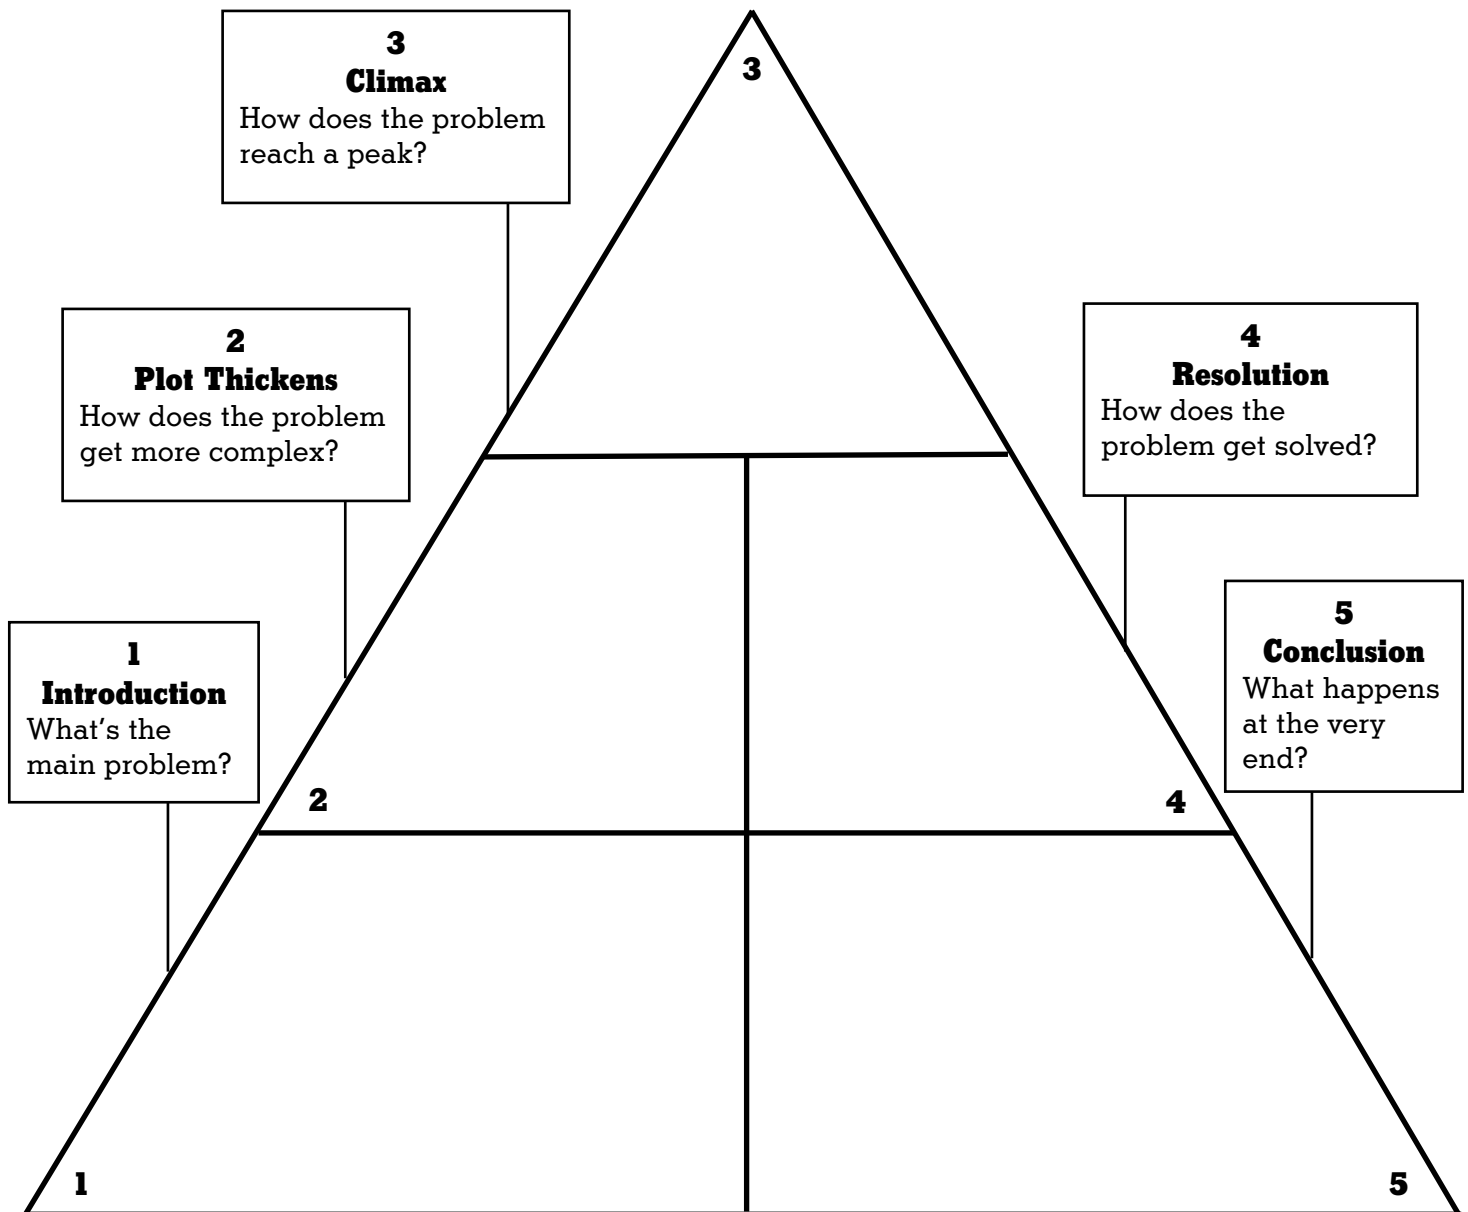 3
Climax
How does the problem
reach a peak?
3
2
Plot Thickens
How does the problem
get more complex?
4
Resolution
How does the
problem get solved?
1
Introduction
What's the
main problem?
5
Conclusion
What happens
at the very
end?
2
4
1
5